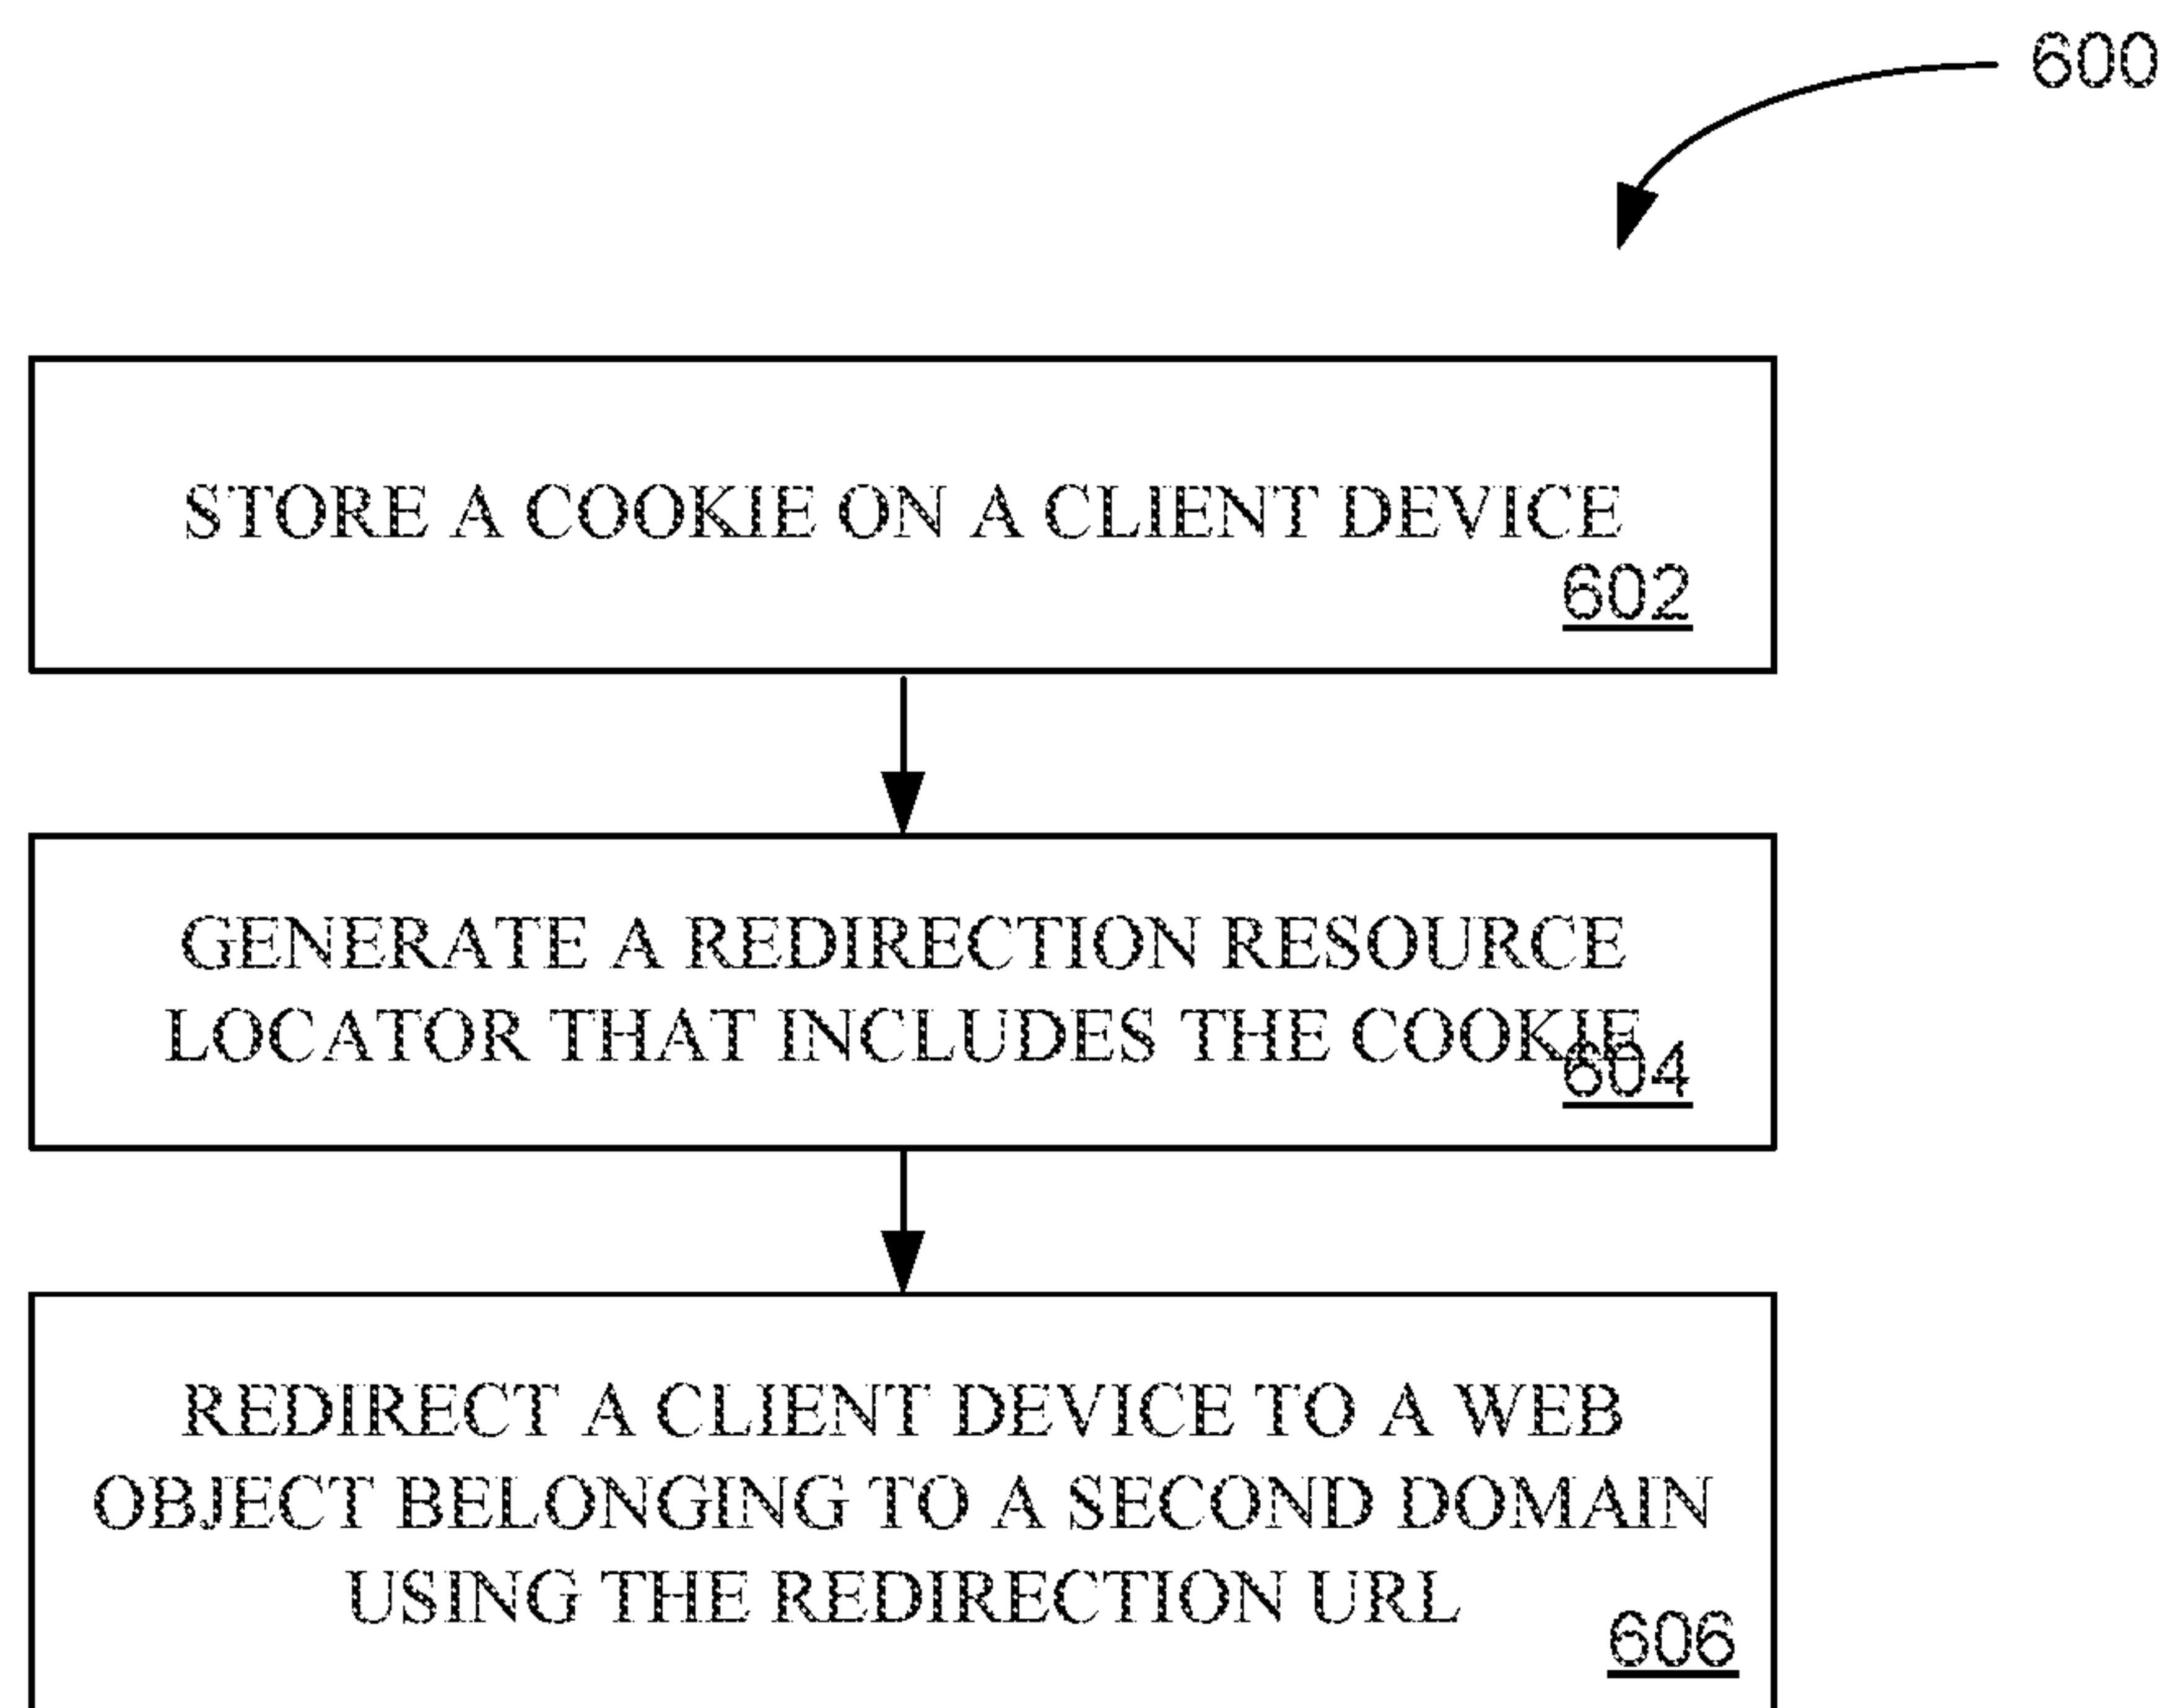 600
STORE A COOKIE ON A CLIENT DEVICE
602
GENERATE A REDIRECTION RESOURCE
LOCATOR THAT INCLUDES THE COOKIE
604
REDIRECT A CLIENT DEVICE TO A WEB
OBJECT BELONGING TO A SECOND DOMAIN
USING THE REDIRECTION URL
606